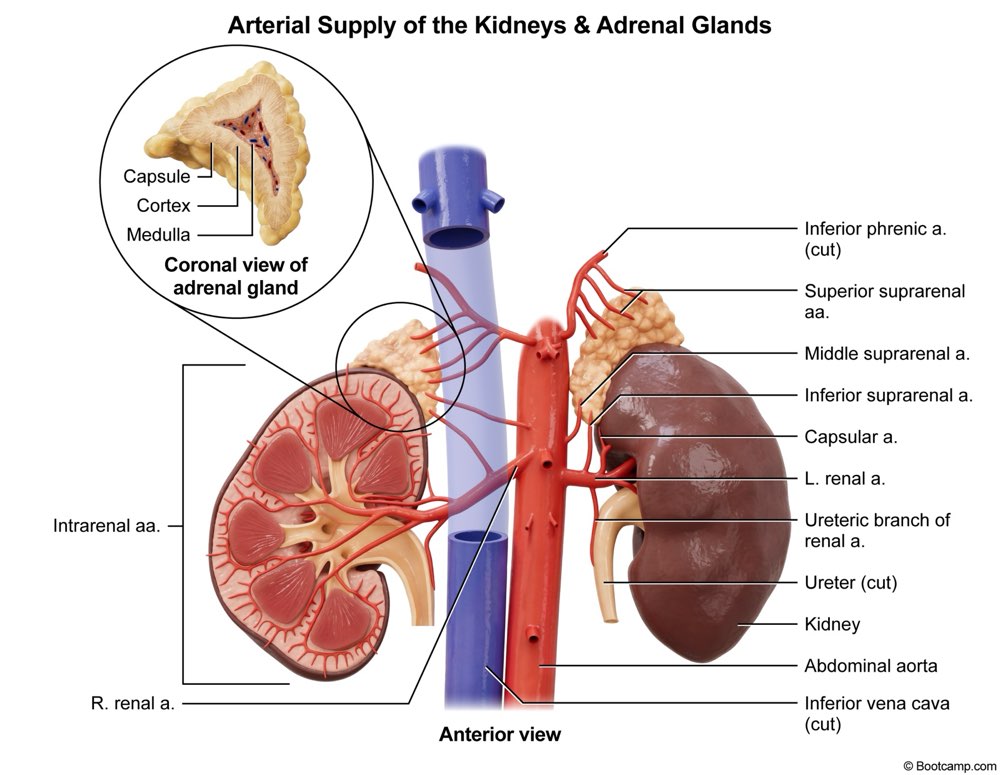 Arterial Supply of the Kidneys & Adrenal Glands
Capsule
Cortex
Medulla
Coronal view of
adrenal gland
Inferior phrenic a.
(cut)
Superior suprarenal
aa.
Middle suprarenal a.
Inferior suprarenal a.
Capsular a.
L. renal a.
Intrarenal aa.
Ureteric branch of
renal a.
Ureter (cut)
Kidney
Abdominal aorta
R. renal a.
Inferior vena cava
(cut)
Anterior view
© Bootcamp.com